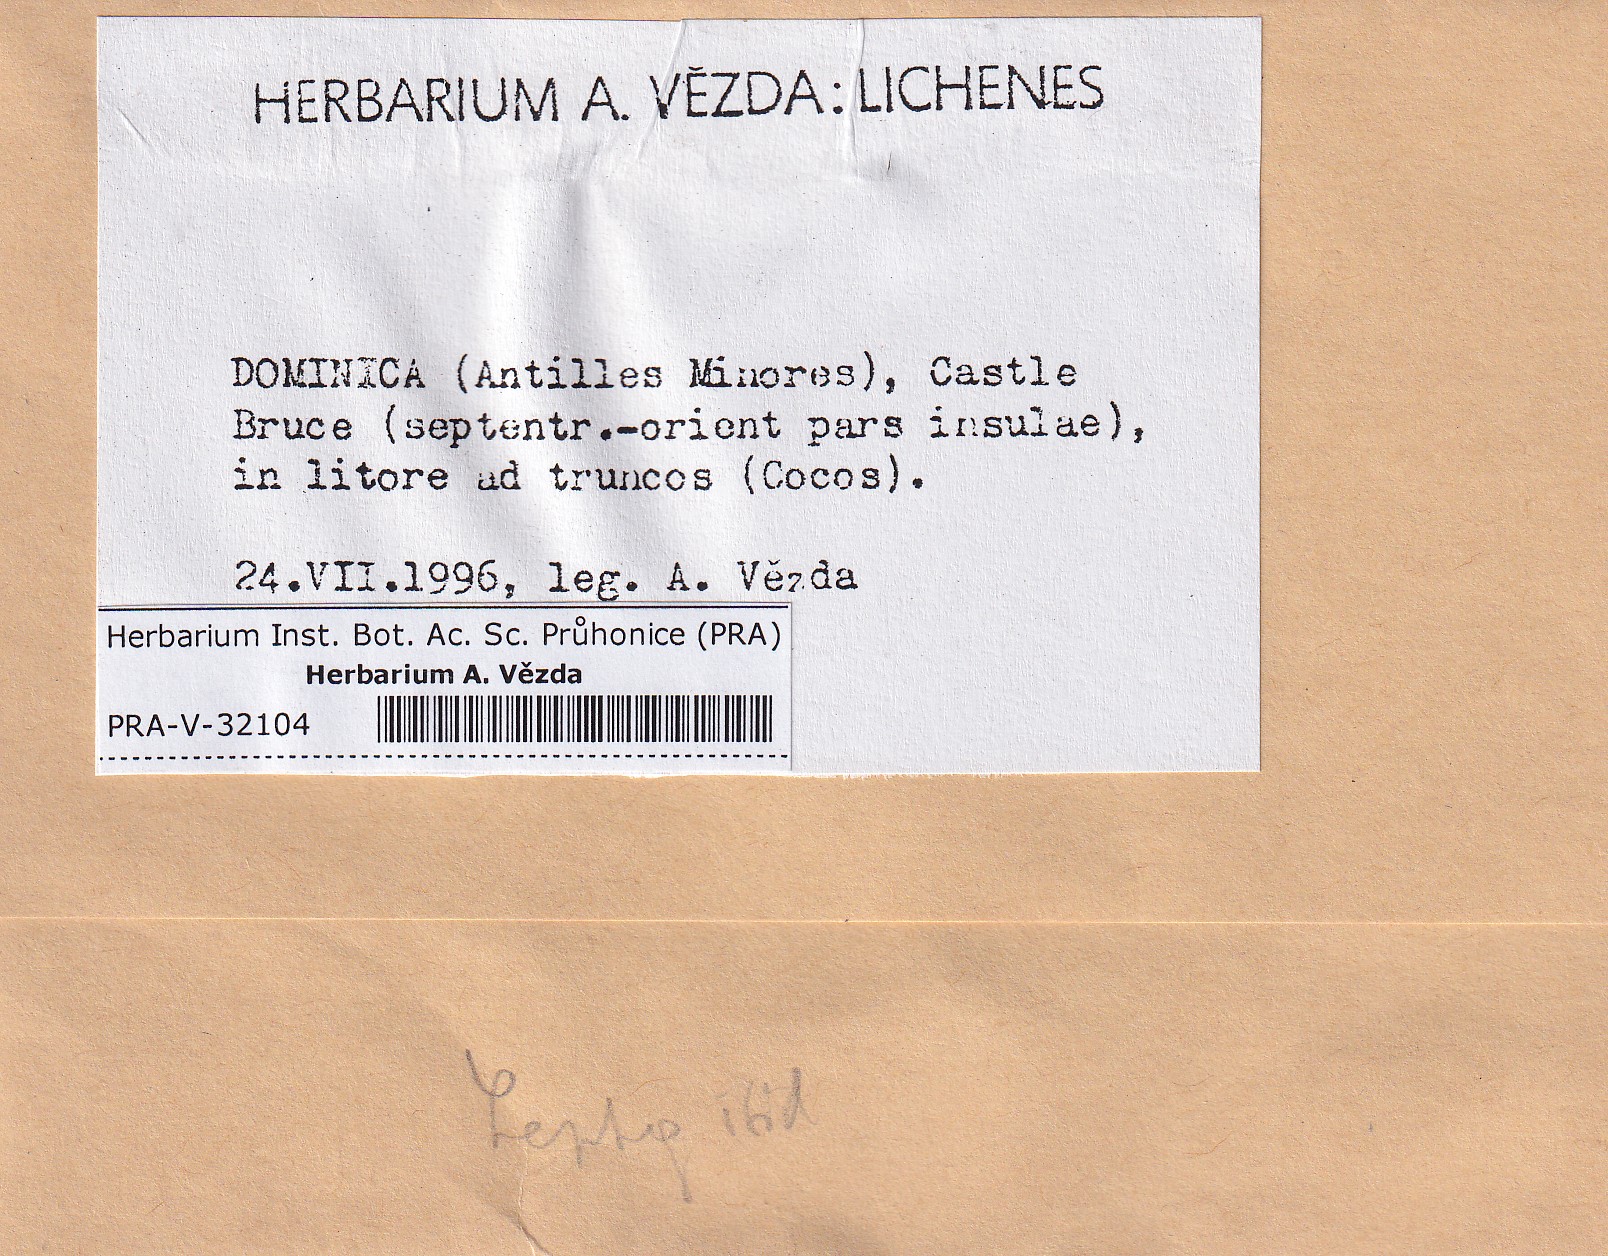 HERBARIUM A. VĚZDA: LICHENES
DOMINICA (Antilles Minores), Castle
Bruce (septentr.-orient pars insulae),
in litore ad truncos (Cocos).
24.VII.1996, leg. A. Vězda
Herbarium Inst. Bot. Ac. Sc. Průhonice (PRA)
Herbarium A. Vězda
PRA-V-32104
ibid